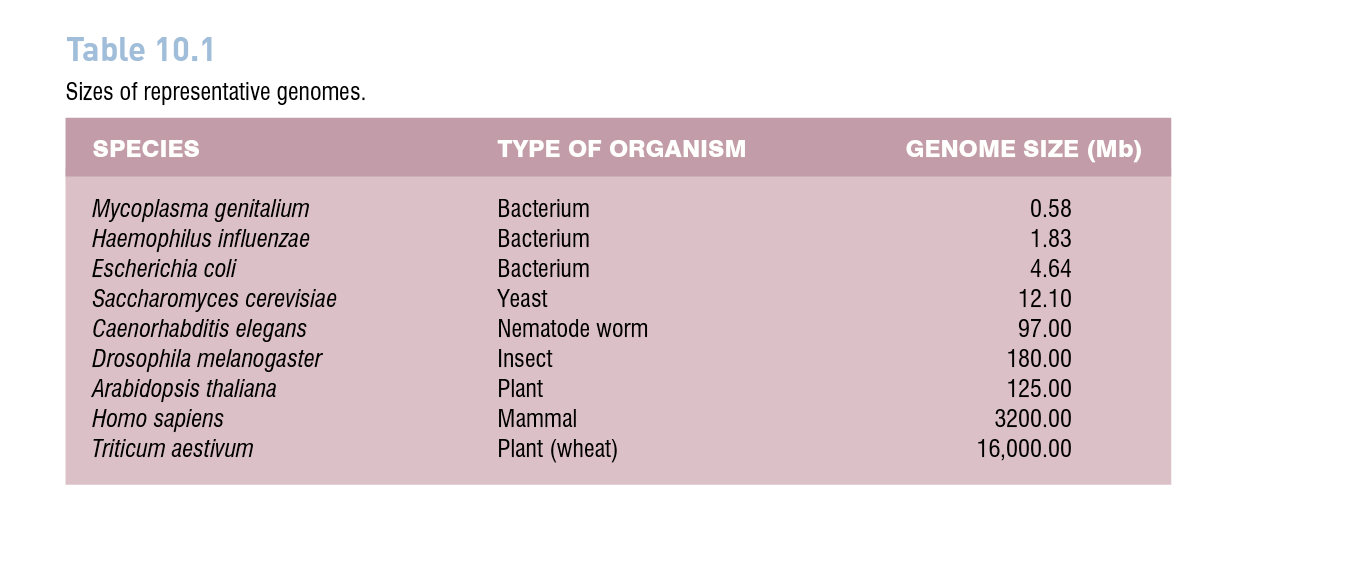 Table 10.1
Sizes of representative genomes.
SPECIES TYPE OF ORGANISM GENOME SIZE (Mb)
Mycoplasma genitalium Bacterium 0.58
Haemophilus influenzae Bacterium 1.83
Escherichia coli Bacterium 4.64
Saccharomyces cerevisiae Yeast 12.10
Caenorhabditis elegans Nematode worm 97.00
Drosophila melanogaster Insect 180.00
Arabidopsis thaliana Plant 125.00
Homo sapiens Mammal 3200.00
Triticum aestivum Plant (wheat) 16,000.00